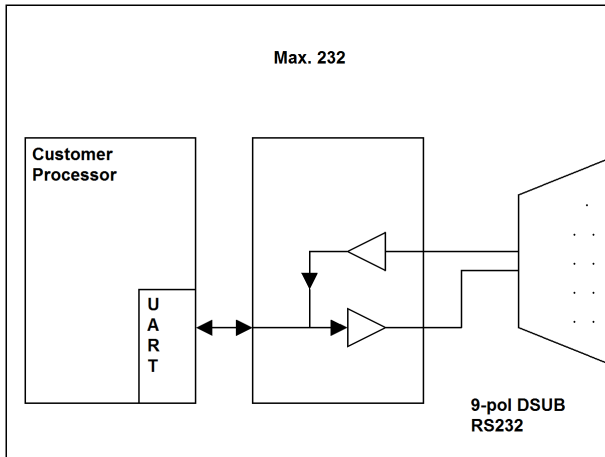 Max. 232
Customer
Processor
U
A
R
T
9-pol DSUB
RS232